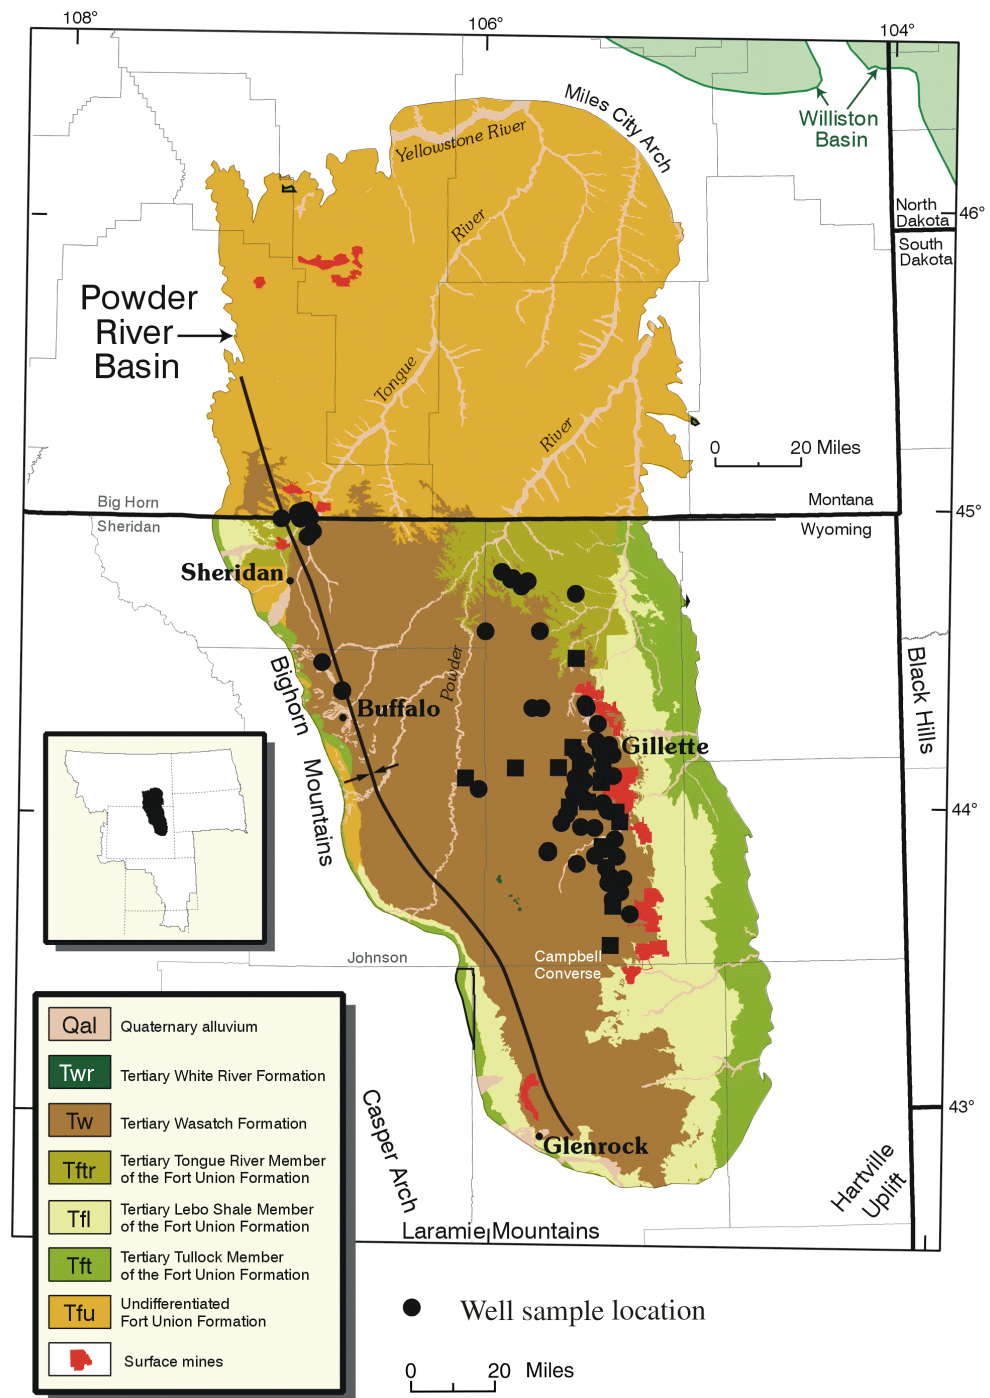 108°
106°
104°
Miles City Arch
Williston
Basin
Yellowstone River
North
Dakota
46°
South
Dakota
River
Powder
River
Basin
Tongue
River
0 20 Miles
Big Horn
Montana
45°
Sheridan
Wyoming
Sheridan
Bighorn
Mountains
Powder
Buffalo
Black Hills
Gillette
44°
Johnson
Campbell
Converse
Casper Arch
43°
Glenrock
Hartville
Uplift
Laramie Mountains
Qal Quaternary alluvium
Twr Tertiary White River Formation
Tw Tertiary Wasatch Formation
Tftr Tertiary Tongue River Member
of the Fort Union Formation
Tfl Tertiary Lebo Shale Member
of the Fort Union Formation
Tft Tertiary Tullock Member
of the Fort Union Formation
Tfu Undifferentiated
Fort Union Formation
Surface mines
Well sample location
0 20 Miles